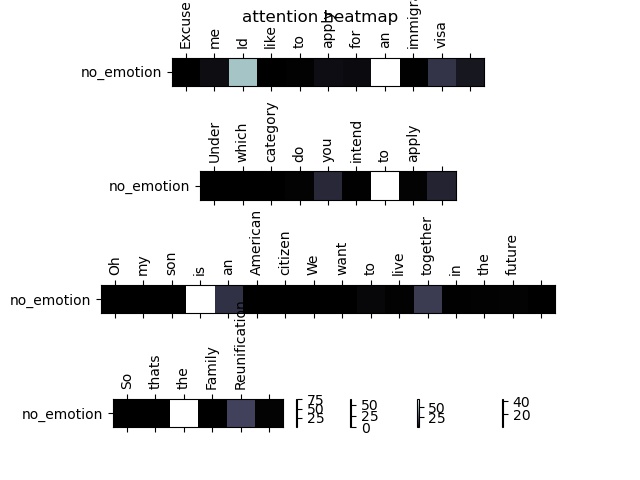 attention heatmap
Excuse me Id like to apply for an visa
no_emotion
Under which category do you intend to apply
no_emotion
Oh my son is an American citizen We want to live together in the future
no_emotion
So thats the Family Reunification
no_emotion
75 50 25
50 25 0
50 25
40 20